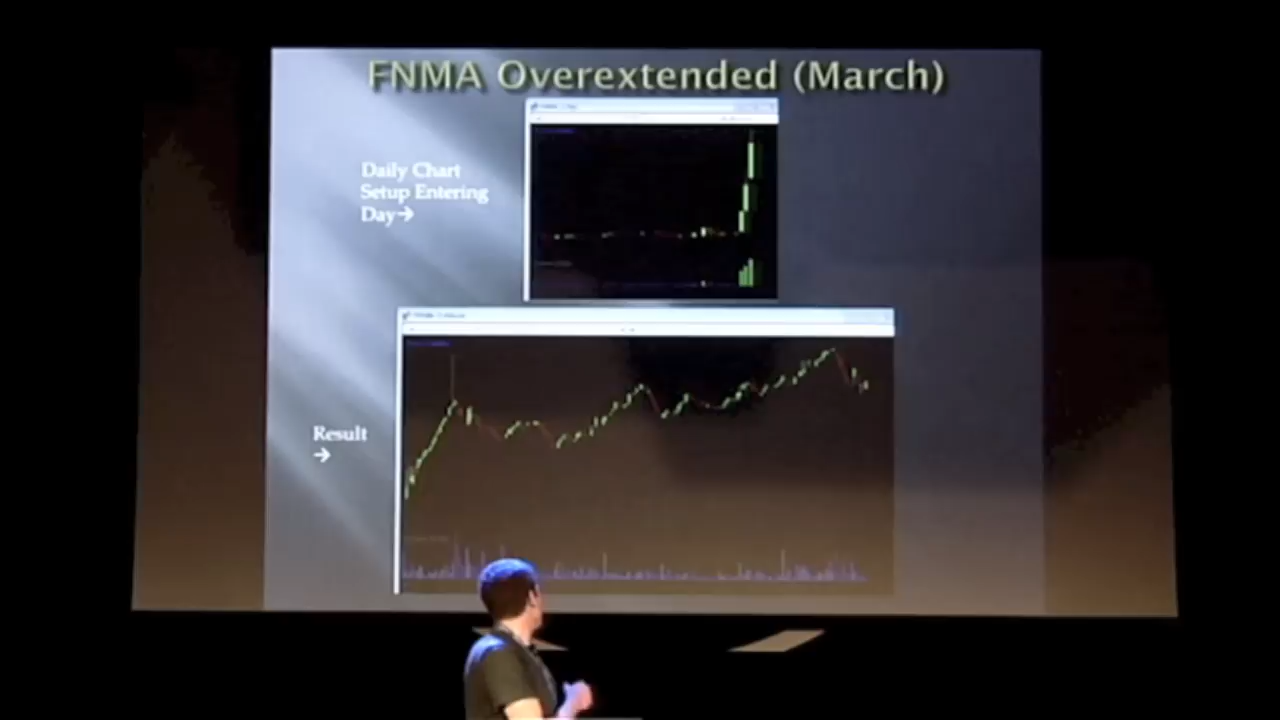 FNMA Overextended (March)
Daily Chart
Setup Entering
Day→
Result
→